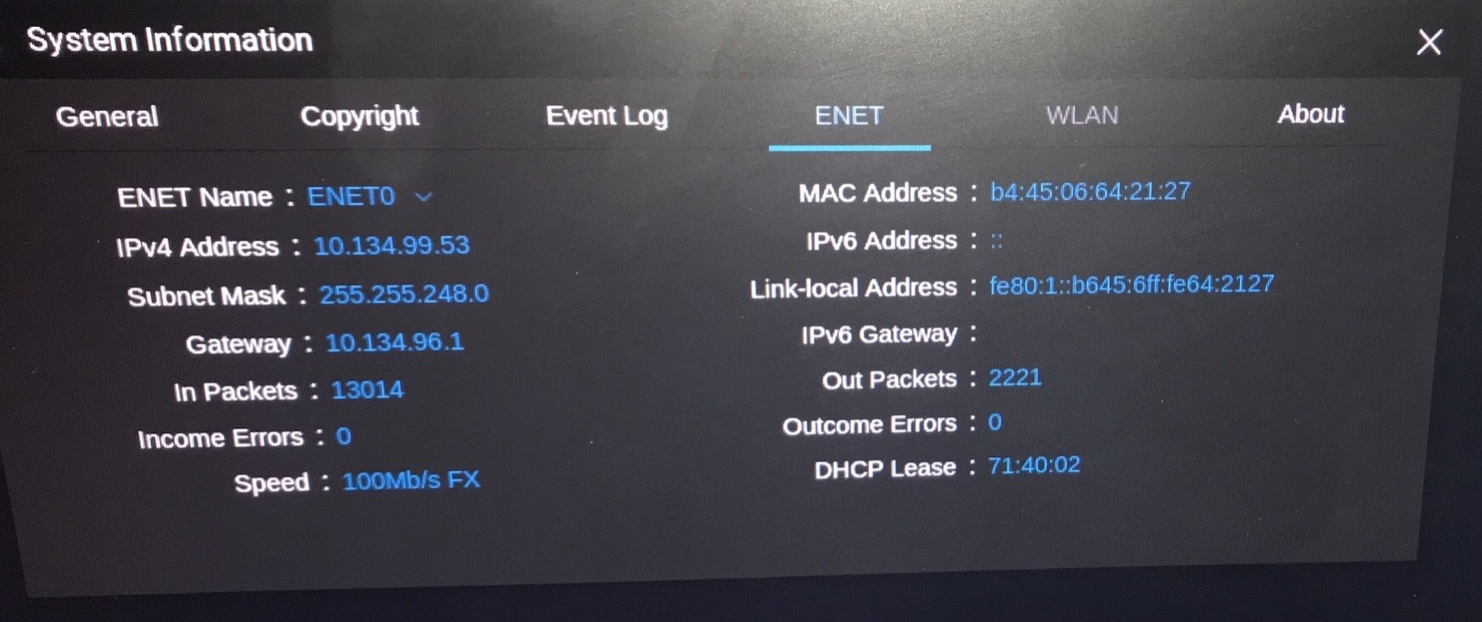 System Information
General Copyright Event Log ENET WLAN About
ENET Name : ENET0
IPv4 Address : 10.134.99.53
Subnet Mask : 255.255.248.0
Gateway : 10.134.96.1
In Packets : 13014
Income Errors : 0
Speed : 100Mb/s FX
MAC Address : b4:45:06:64:21:27
IPv6 Address : ::
Link-local Address : fe80:1::b645:6ff:fe64:2127
IPv6 Gateway :
Out Packets : 2221
Outcome Errors : 0
DHCP Lease : 71:40:02